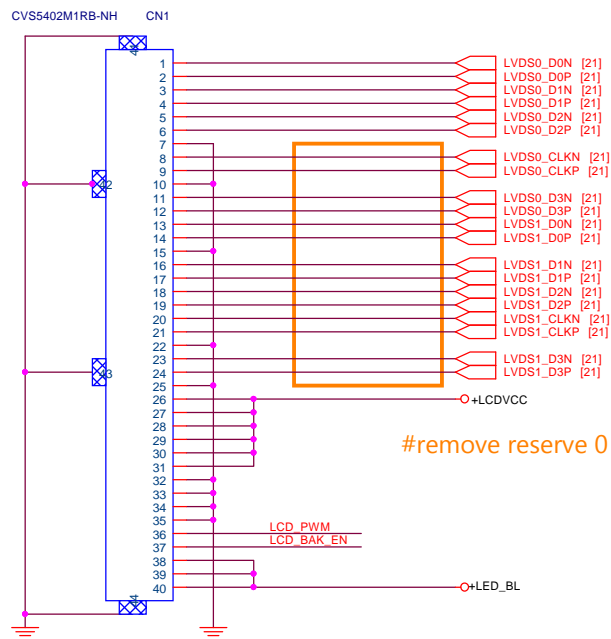 CVS5402M1RB-NH CN1
41
1 LVDS0_D0N [21]
2 LVDS0_D0P [21]
3 LVDS0_D1N [21]
4 LVDS0_D1P [21]
5 LVDS0_D2N [21]
6 LVDS0_D2P [21]
7
8 LVDS0_CLKN [21]
9 LVDS0_CLKP [21]
10
42
11 LVDS0_D3N [21]
12 LVDS0_D3P [21]
13 LVDS1_D0N [21]
14 LVDS1_D0P [21]
15
16 LVDS1_D1N [21]
17 LVDS1_D1P [21]
18 LVDS1_D2N [21]
19 LVDS1_D2P [21]
20 LVDS1_CLKN [21]
21 LVDS1_CLKP [21]
22
23 LVDS1_D3N [21]
24 LVDS1_D3P [21]
43
25
26 +LCDVCC
27
28
29
#remove reserve 0
30
31
32
33
34
35
36 LCD_PWM
37 LCD_BAK_EN
38
39
40 +LED_BL
44